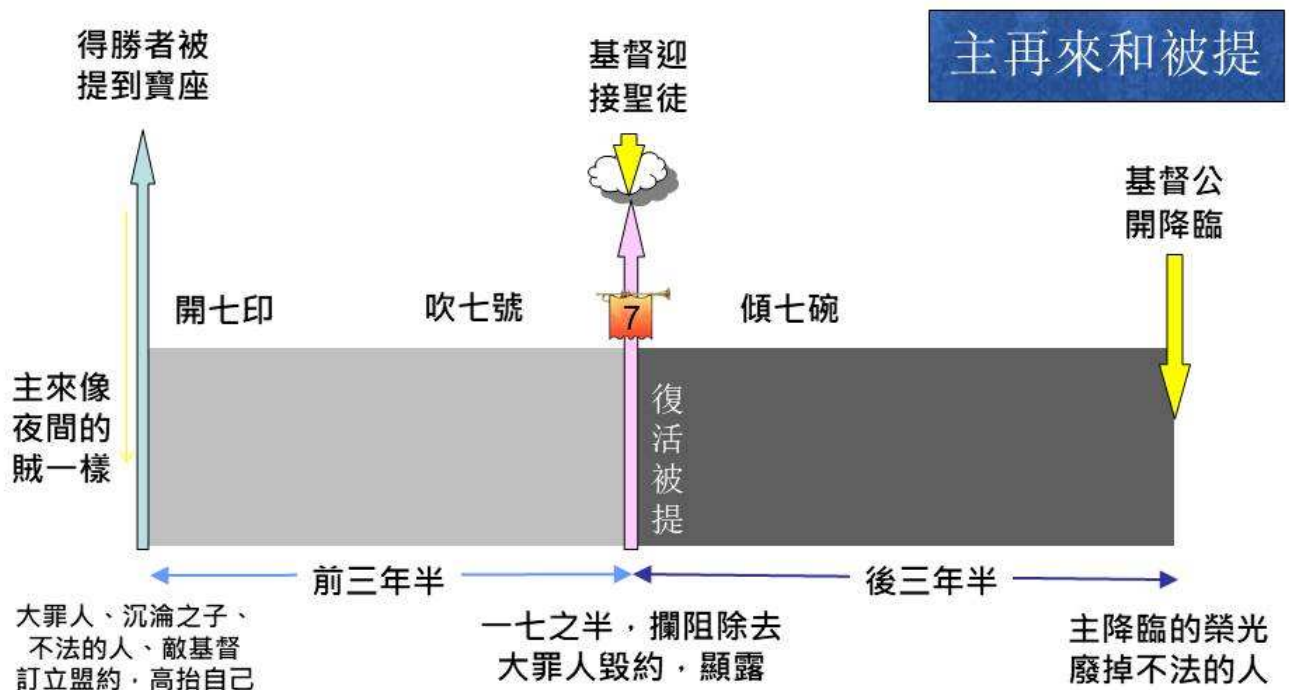 主再來和被提
得勝者被
提到寶座
基督迎
接聖徒
基督公
開降臨
開七印
吹七號
7
傾七碗
主來像
夜間的
賊一樣
復
活
被
提
前三年半
後三年半
大罪人、沉淪之子、
不法的人、敵基督
訂立盟約，高抬自己
一七之半，攔阻除去
大罪人毀約，顯露
主降臨的榮光
廢掉不法的人